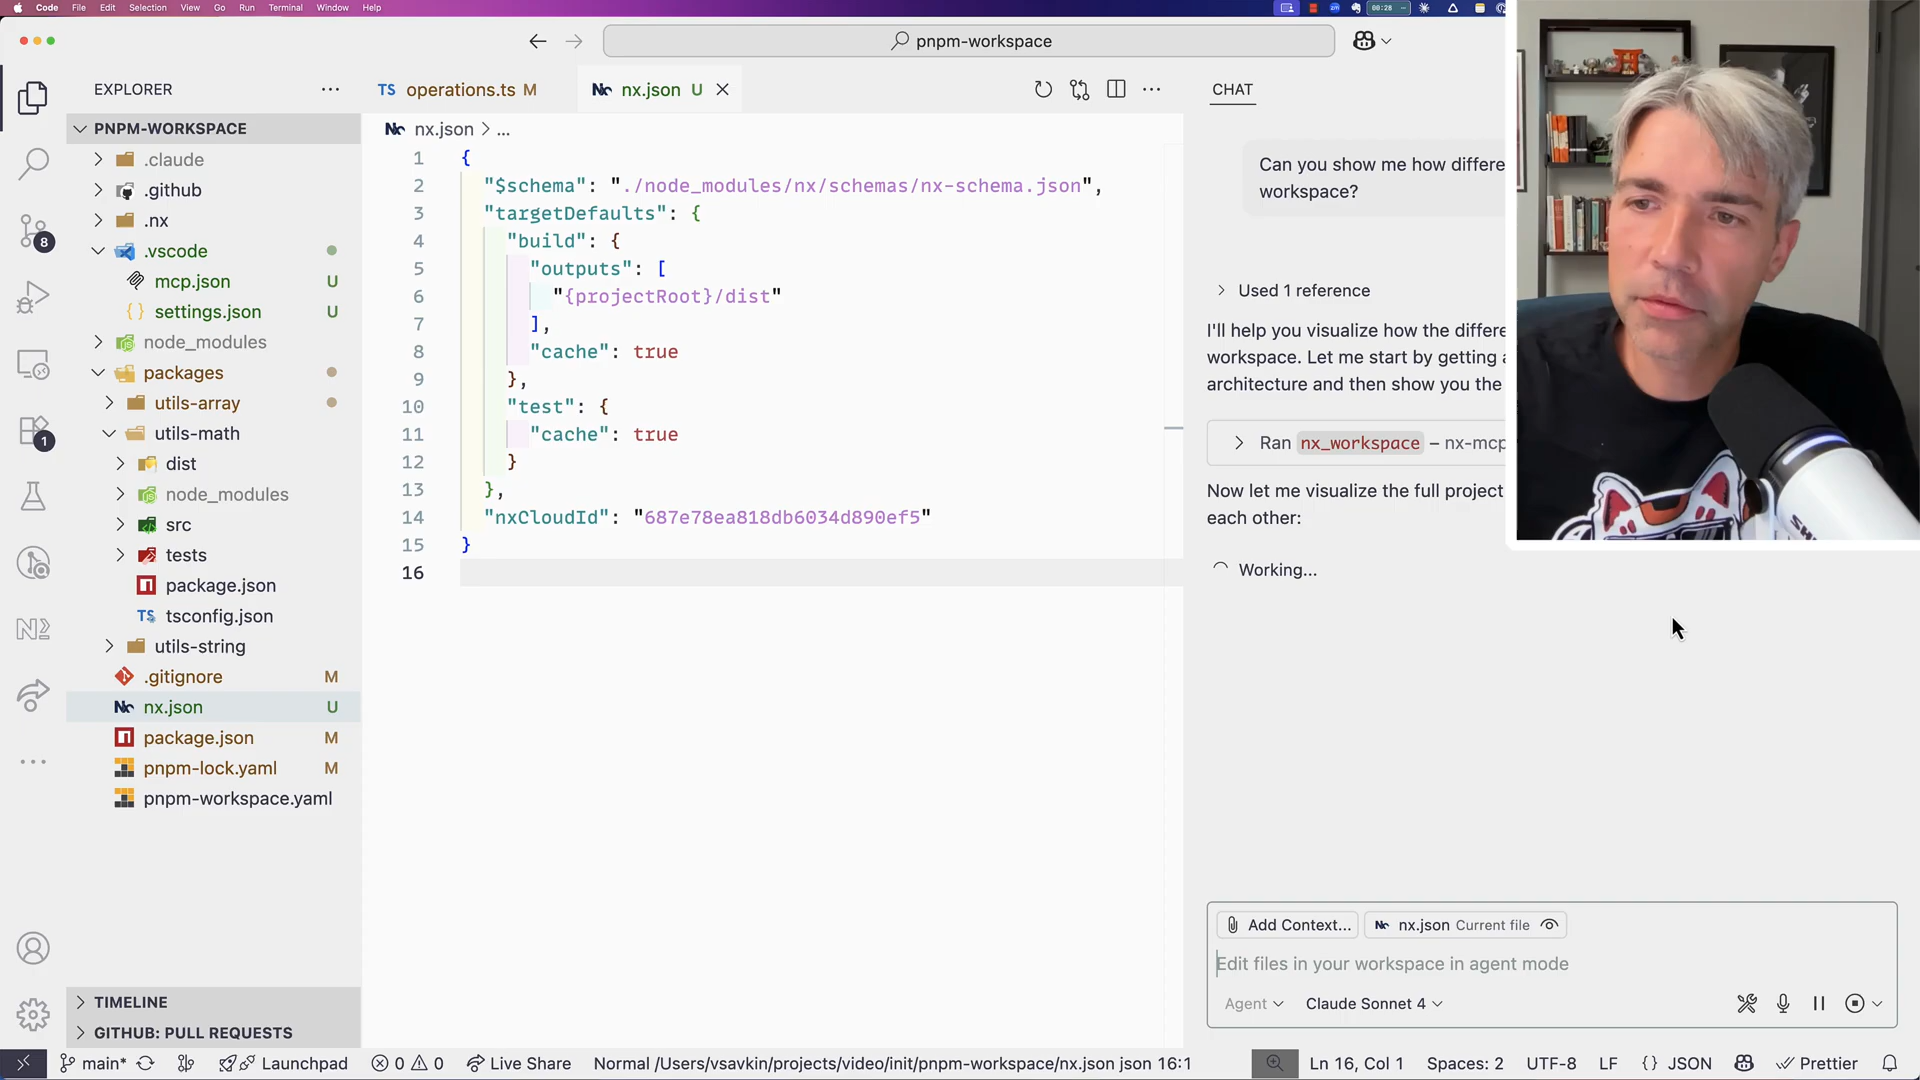 Code File Edit Selection View Go Run Terminal Window Help
00:28
pnpm-workspace
EXPLORER
PNPM-WORKSPACE
.claude
.github
.nx
.vscode
mcp.json U
settings.json U
node_modules
packages
utils-array
utils-math
dist
node_modules
src
tests
package.json
TS tsconfig.json
utils-string
.gitignore M
nx.json U
package.json M
pnpm-lock.yaml M
pnpm-workspace.yaml
TIMELINE
GITHUB: PULL REQUESTS
8
1
TS operations.ts M
nx.json U
nx.json > ...
1 {
2 "$schema": "./node_modules/nx/schemas/nx-schema.json",
3 "targetDefaults": {
4 "build": {
5 "outputs": [
6 "{projectRoot}/dist"
7 ],
8 "cache": true
9 },
10 "test": {
11 "cache": true
12 }
13 },
14 "nxCloudId": "687e78ea818db6034d890ef5"
15 }
16
CHAT
Can you show me how differe
workspace?
Used 1 reference
I'll help you visualize how the differe
workspace. Let me start by getting
architecture and then show you the
Ran nx_workspace – nx-mcp
Now let me visualize the full project
each other:
Working...
Add Context... nx.json Current file
Edit files in your workspace in agent mode
Agent Claude Sonnet 4
main* Launchpad 0 0 Live Share Normal /Users/vsavkin/projects/video/init/pnpm-workspace/nx.json json 16:1 Ln 16, Col 1 Spaces: 2 UTF-8 LF {} JSON Prettier